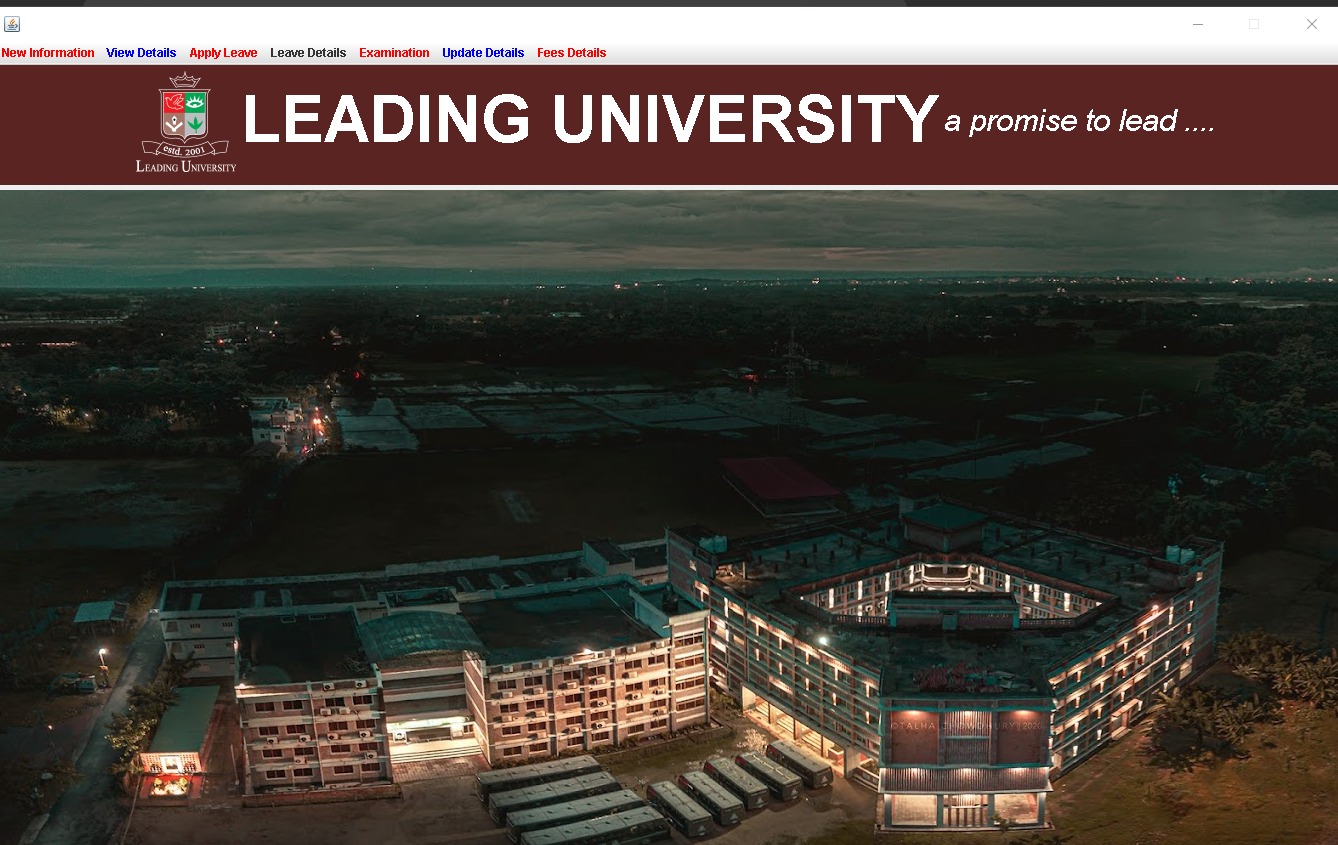 New Information View Details Apply Leave Leave Details Examination Update Details Fees Details
LEADING UNIVERSITY a promise to lead ....
estd. 2001
LEADING UNIVERSITY